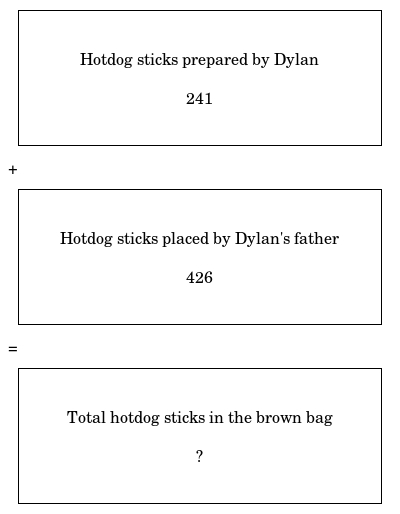 Hotdog sticks prepared by Dylan
241
+
Hotdog sticks placed by Dylan's father
426
=
Total hotdog sticks in the brown bag
?